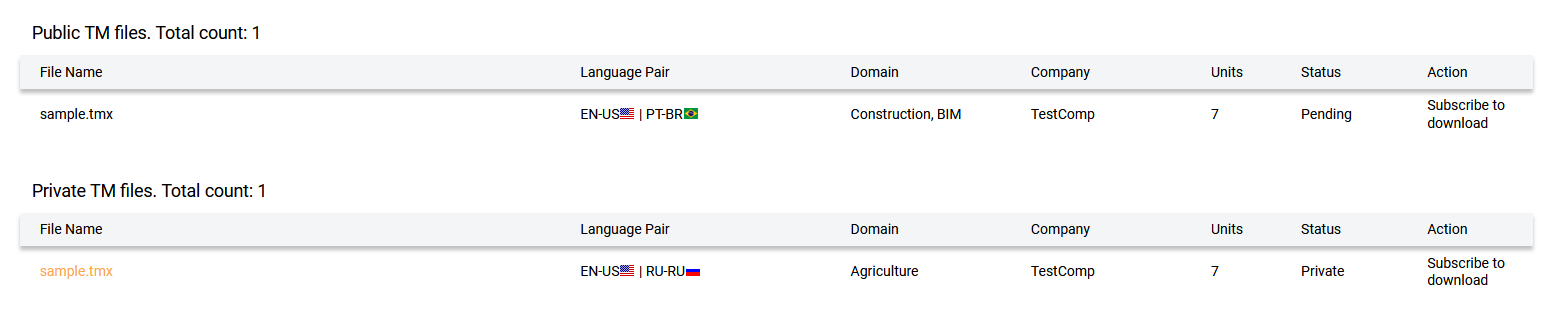 Public TM files. Total count: 1
File Name Language Pair Domain Company Units Status Action
sample.tmx EN-US | PT-BR Construction, BIM TestComp 7 Pending Subscribe to
download
Private TM files. Total count: 1
File Name Language Pair Domain Company Units Status Action
sample.tmx EN-US | RU-RU Agriculture TestComp 7 Private Subscribe to
download